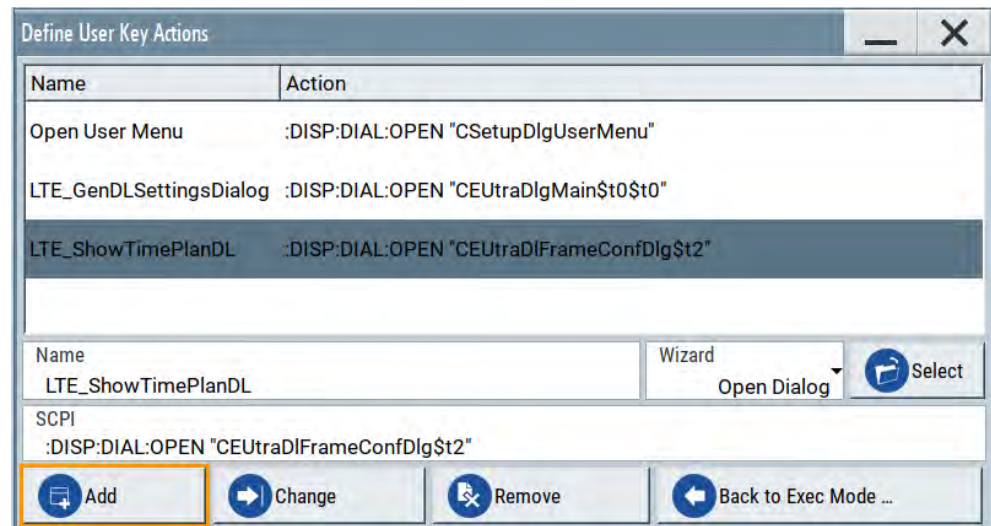 Define User Key Actions
Name Action
Open User Menu :DISP:DIAL:OPEN "CSetupDlgUserMenu"
LTE_GenDLSettingsDialog :DISP:DIAL:OPEN "CEUtraDlgMain$t0$t0"
LTE_ShowTimePlanDL :DISP:DIAL:OPEN "CEUtraDlFrameConfDlg$t2"
Name Wizard
LTE_ShowTimePlanDL Open Dialog Select
SCPI
:DISP:DIAL:OPEN "CEUtraDlFrameConfDlg$t2"
Add Change Remove Back to Exec Mode ...